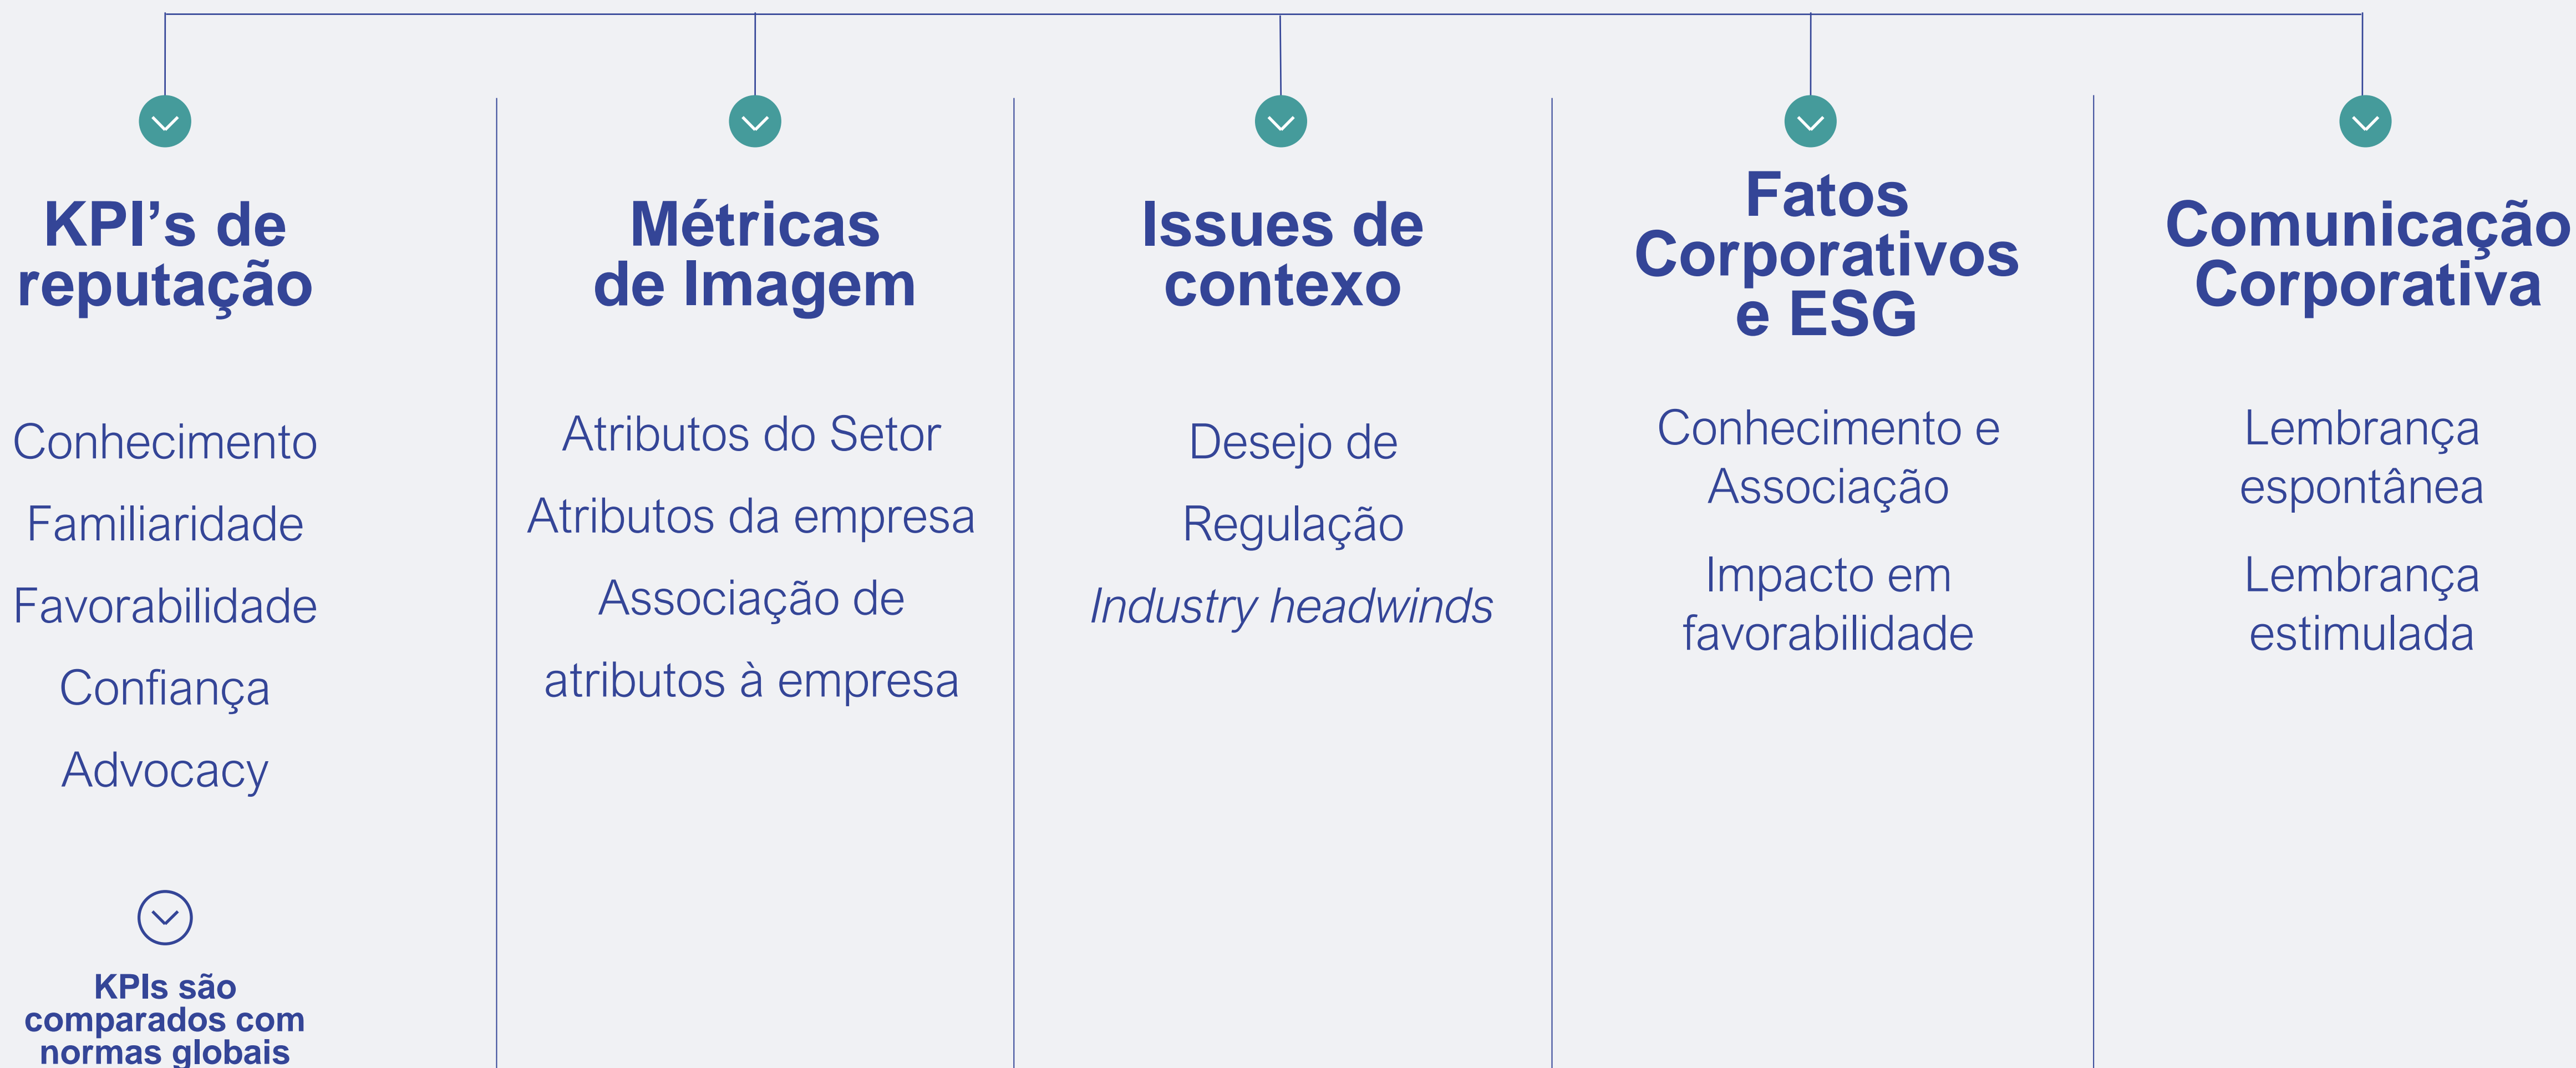 KPI's de
reputação
Conhecimento
Familiaridade
Favorabilidade
Confiança
Advocacy
KPIs são
comparados com
normas globais
Métricas
de Imagem
Atributos do Setor
Atributos da empresa
Associação de
atributos à empresa
Issues de
contexo
Desejo de
Regulação
Industry headwinds
Fatos
Corporativos
e ESG
Conhecimento e
Associação
Impacto em
favorabilidade
Comunicação
Corporativa
Lembrança
espontânea
Lembrança
estimulada